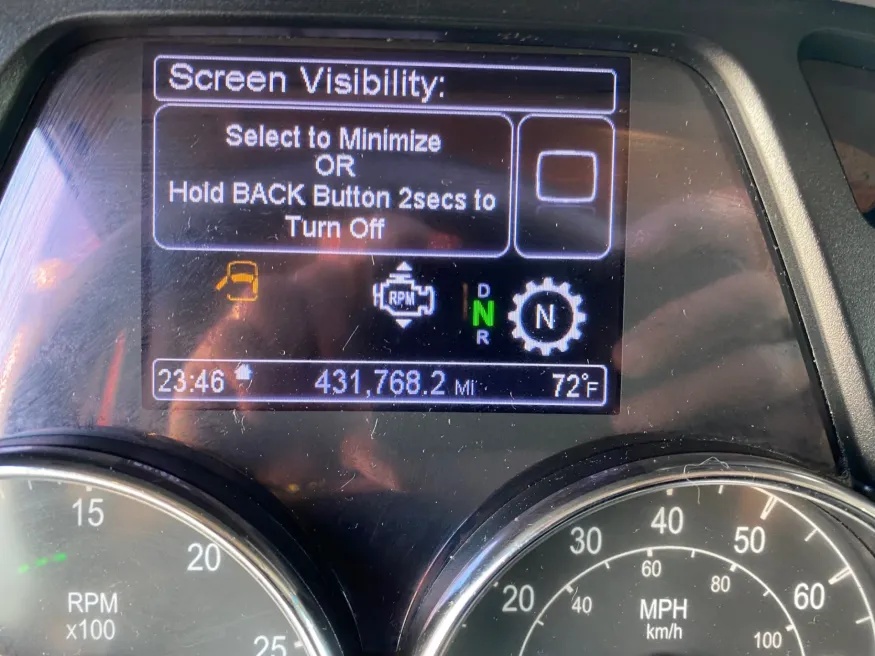 Screen Visibility:
Select to Minimize
OR
Hold BACK Button 2secs to
Turn Off
RPM
D
N
R
N
23:46 431,768.2 MI 72°F
15
20
25
RPM
x100
20
30
40
50
60
40
60
80
100
MPH
km/h